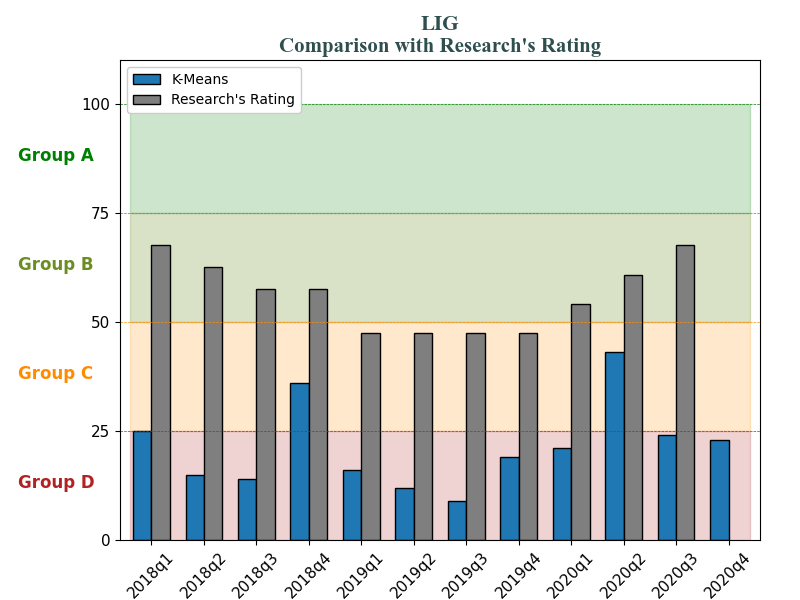 LIG
Comparison with Research's Rating
K-Means
Research's Rating
100
Group A
75
Group B
50
Group C
25
Group D
0
2018q1
2018q2
2018q3
2018q4
2019q1
2019q2
2019q3
2019q4
2020q1
2020q2
2020q3
2020q4